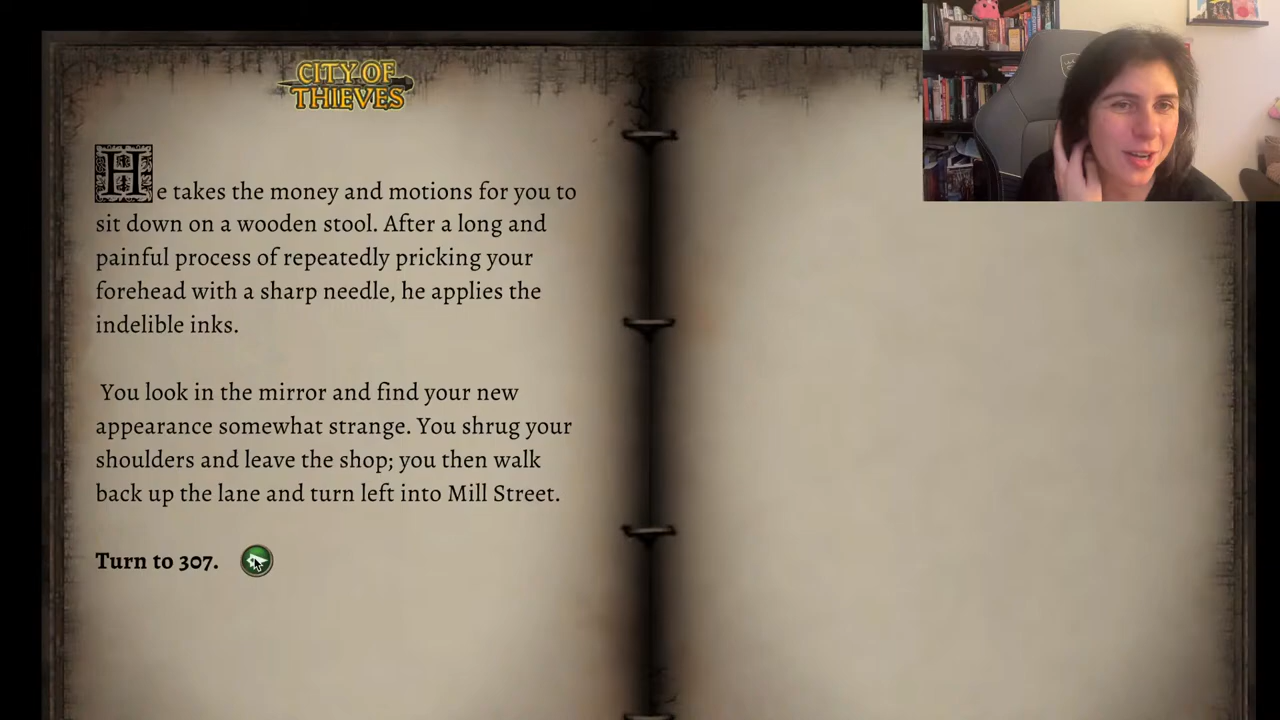 CITY OF
THIEVES
He takes the money and motions for you to
sit down on a wooden stool. After a long and
painful process of repeatedly pricking your
forehead with a sharp needle, he applies the
indelible inks.
You look in the mirror and find your new
appearance somewhat strange. You shrug your
shoulders and leave the shop; you then walk
back up the lane and turn left into Mill Street.
Turn to 307.